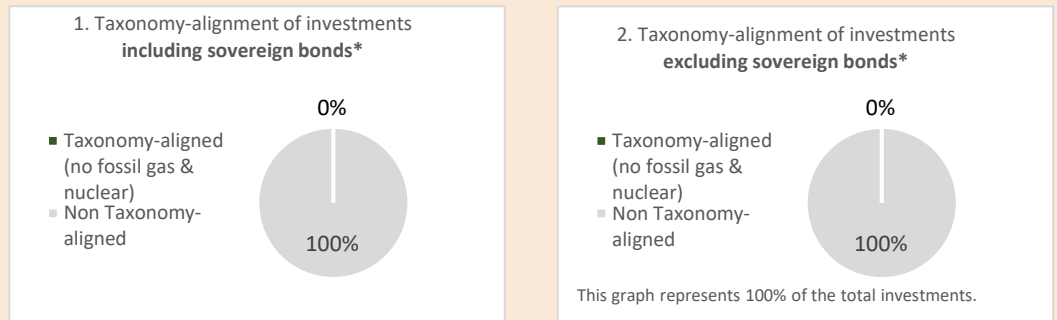 1. Taxonomy-alignment of investments
including sovereign bonds*
0%
Taxonomy-aligned
(no fossil gas &
nuclear)
Non Taxonomy-
aligned
100%
2. Taxonomy-alignment of investments
excluding sovereign bonds*
0%
Taxonomy-aligned
(no fossil gas &
nuclear)
Non Taxonomy-
aligned
100%
This graph represents 100% of the total investments.